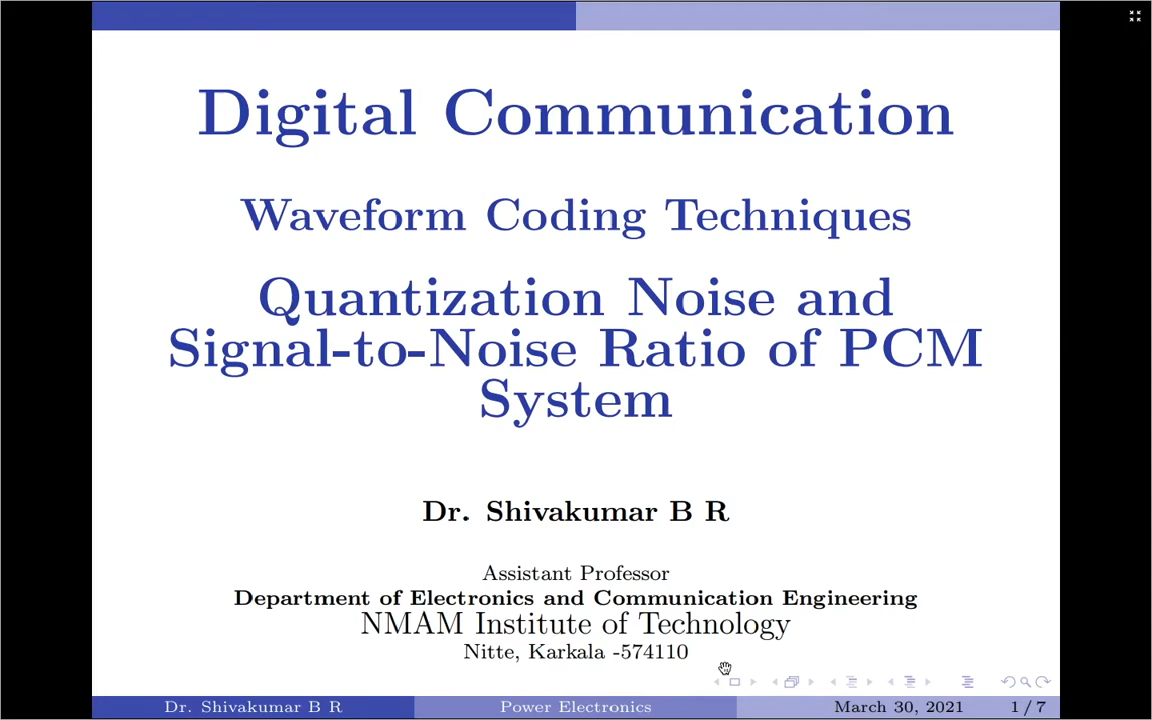 Digital Communication
Waveform Coding Techniques
Quantization Noise and
Signal-to-Noise Ratio of PCM
System
Dr. Shivakumar B R
Assistant Professor
Department of Electronics and Communication Engineering
NMAM Institute of Technology
Nitte, Karkala -574110
Dr. Shivakumar B R Power Electronics March 30, 2021 1 / 7